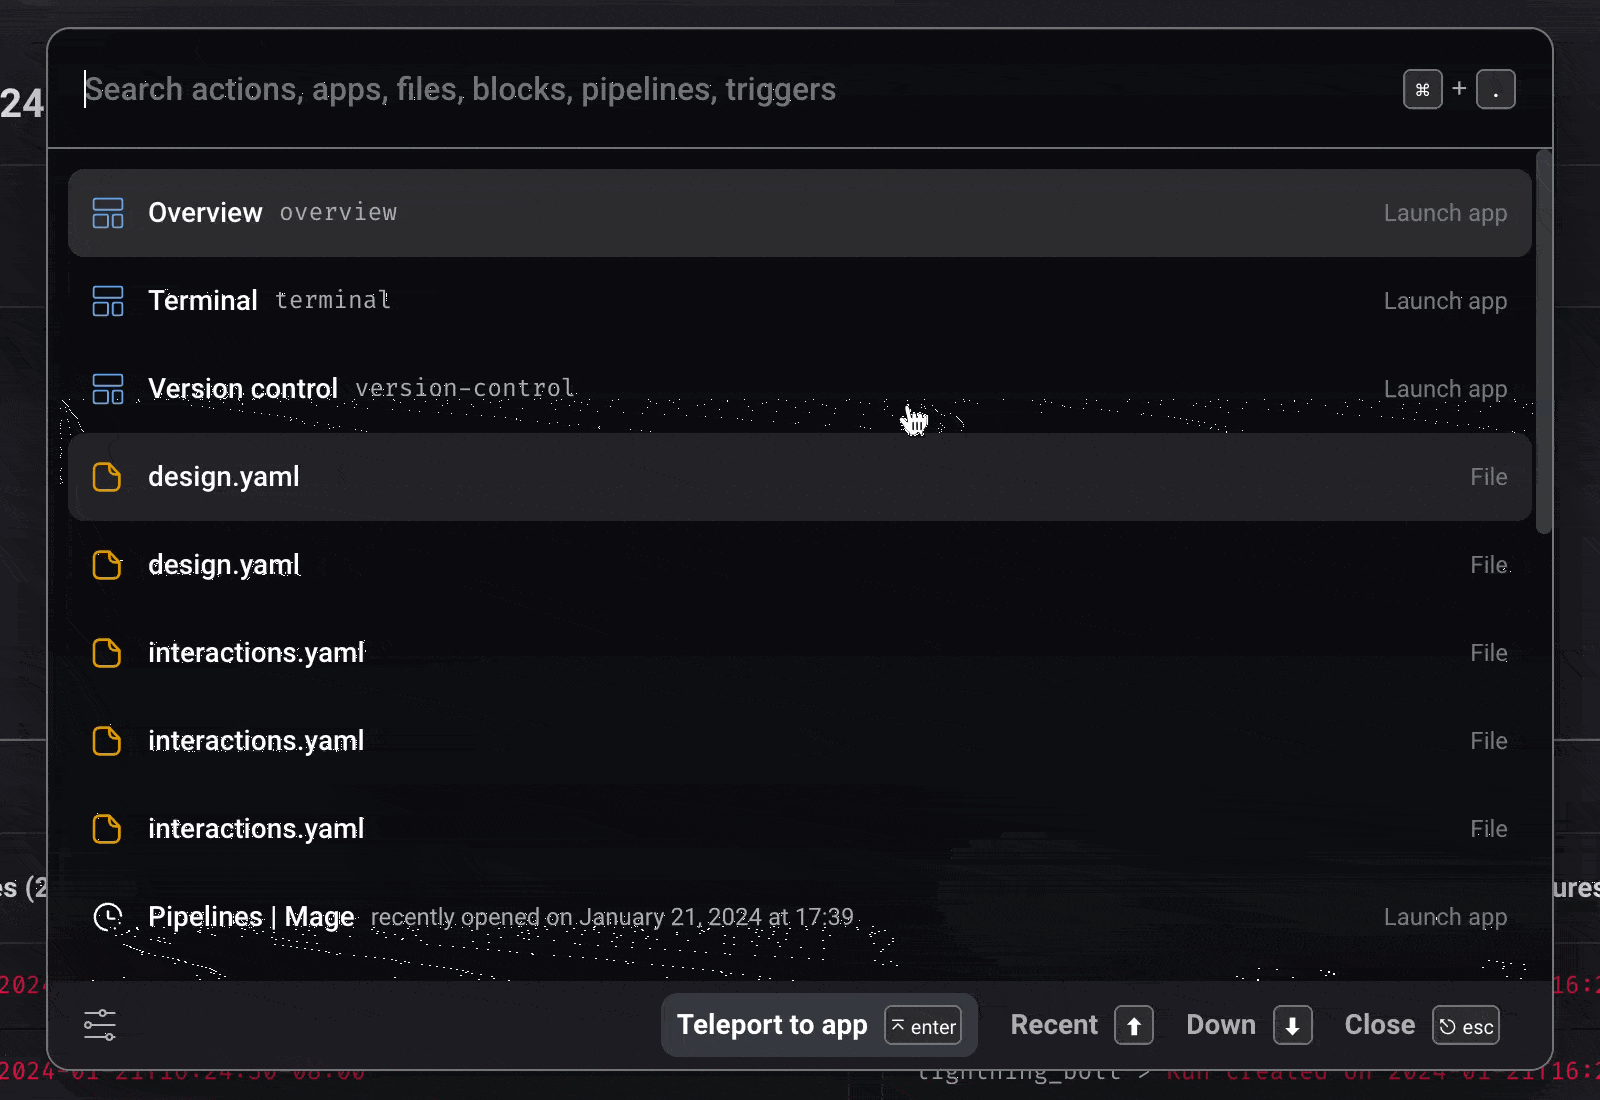 24
Search actions, apps, files, blocks, pipelines, triggers ⌘ + .
Overview overview Launch app
Terminal terminal Launch app
Version control version-control Launch app
design.yaml File
design.yaml File
interactions.yaml File
interactions.yaml File
interactions.yaml File
es (2
ures
Pipelines | Mage recently opened on January 21, 2024 at 17:39 Launch app
2024
16:2
Teleport to app enter Recent Down Close esc
2024-01-21T16:24:50-08:00
lightning_bolt > Run created on 2024-01-21T16:2